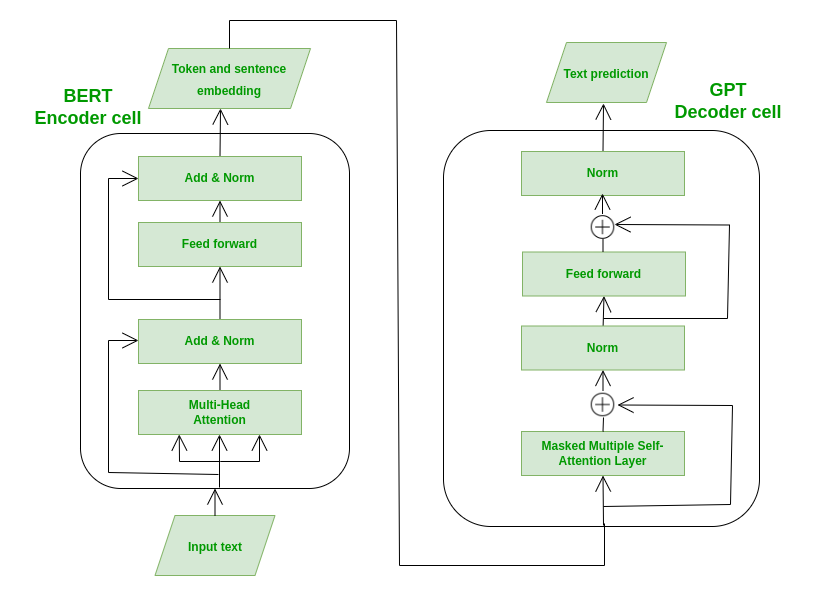 BERT
Encoder cell
Token and sentence
embedding
Add & Norm
Feed forward
Add & Norm
Multi-Head
Attention
Input text
GPT
Decoder cell
Text prediction
Norm
Feed forward
Norm
Masked Multiple Self-
Attention Layer